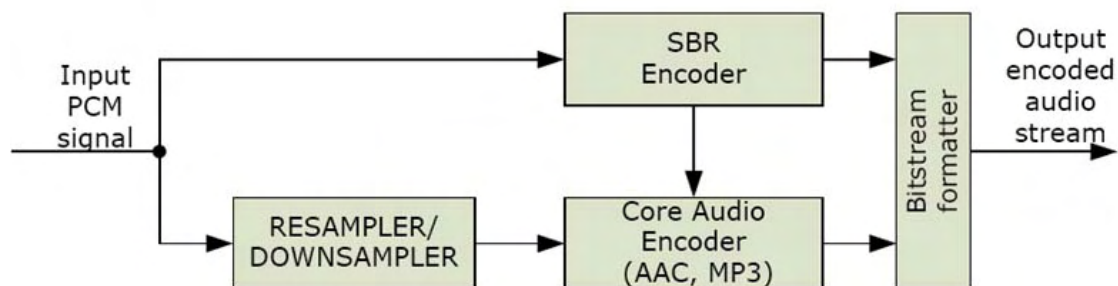 Input
PCM
signal
SBR
Encoder
RESAMPLER/
DOWNSAMPLER
Core Audio
Encoder
(AAC, MP3)
Bitstream
formatter
Output
encoded
audio
stream